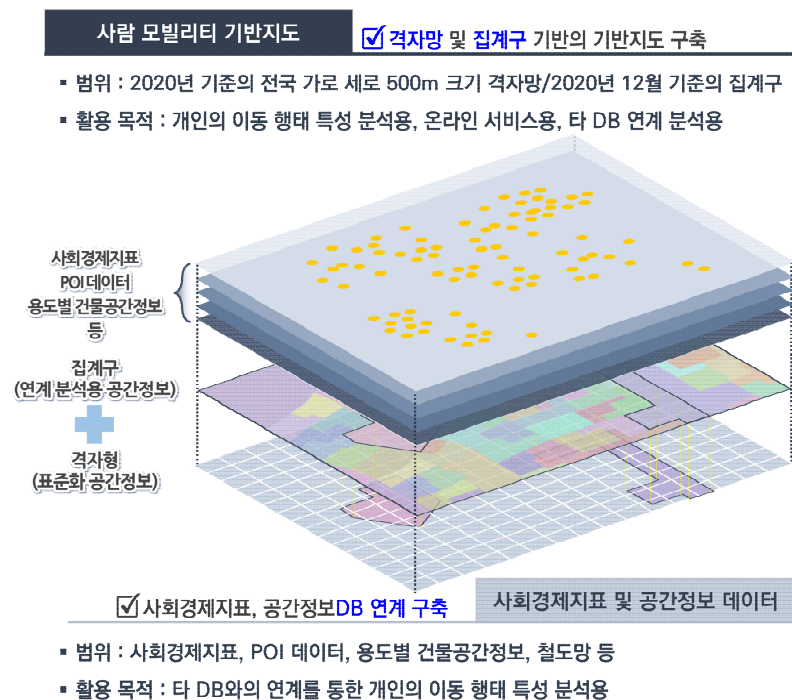 사람 모빌리티 기반지도
격자망 및 집계구 기반의 기반지도 구축
▪ 범위 : 2020년 기준의 전국 가로 세로 500m 크기 격자망/2020년 12월 기준의 집계구
▪ 활용 목적 : 개인의 이동 행태 특성 분석용, 온라인 서비스용, 타 DB 연계 분석용
사회경제지표
POI 데이터
용도별 건물공간정보
등
집계구
(연계 분석용 공간정보)
격자형
(표준화 공간정보)
사회경제지표, 공간정보DB 연계 구축
사회경제지표 및 공간정보 데이터
▪ 범위 : 사회경제지표, POI 데이터, 용도별 건물공간정보, 철도망 등
▪ 활용 목적 : 타 DB와의 연계를 통한 개인의 이동 행태 특성 분석용